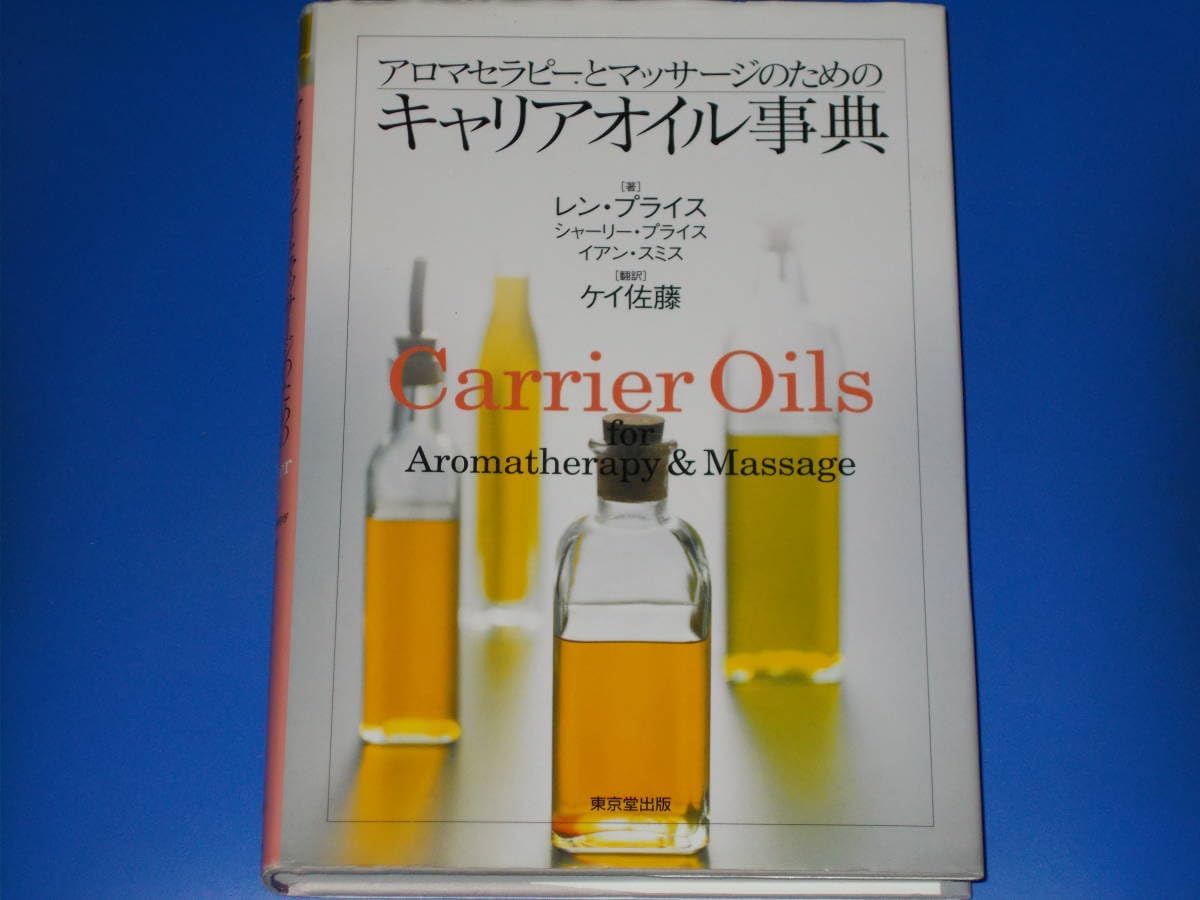 アロマセラピーとマッサージのための
キャリアオイル事典
[著]
レン・プライス
シャーリー・プライス
イアン・スミス
[翻訳]
ケイ佐藤
Carrier Oils
for
Aromatherapy & Massage
東京堂出版